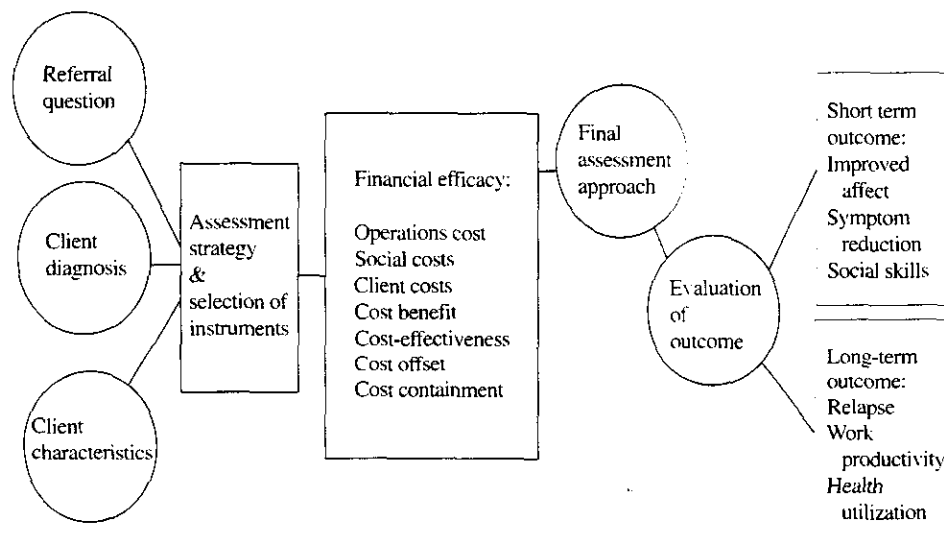 Referral
question
Client
diagnosis
Client
characteristics
Assessment
strategy
&
selection of
instruments
Financial efficacy:
Operations cost
Social costs
Client costs
Cost benefit
Cost-effectiveness
Cost offset
Cost containment
Final
assessment
approach
Evaluation
of
outcome
Short term
outcome:
Improved
affect
Symptom
reduction
Social skills
Long-term
outcome:
Relapse
Work
productivity
Health
utilization